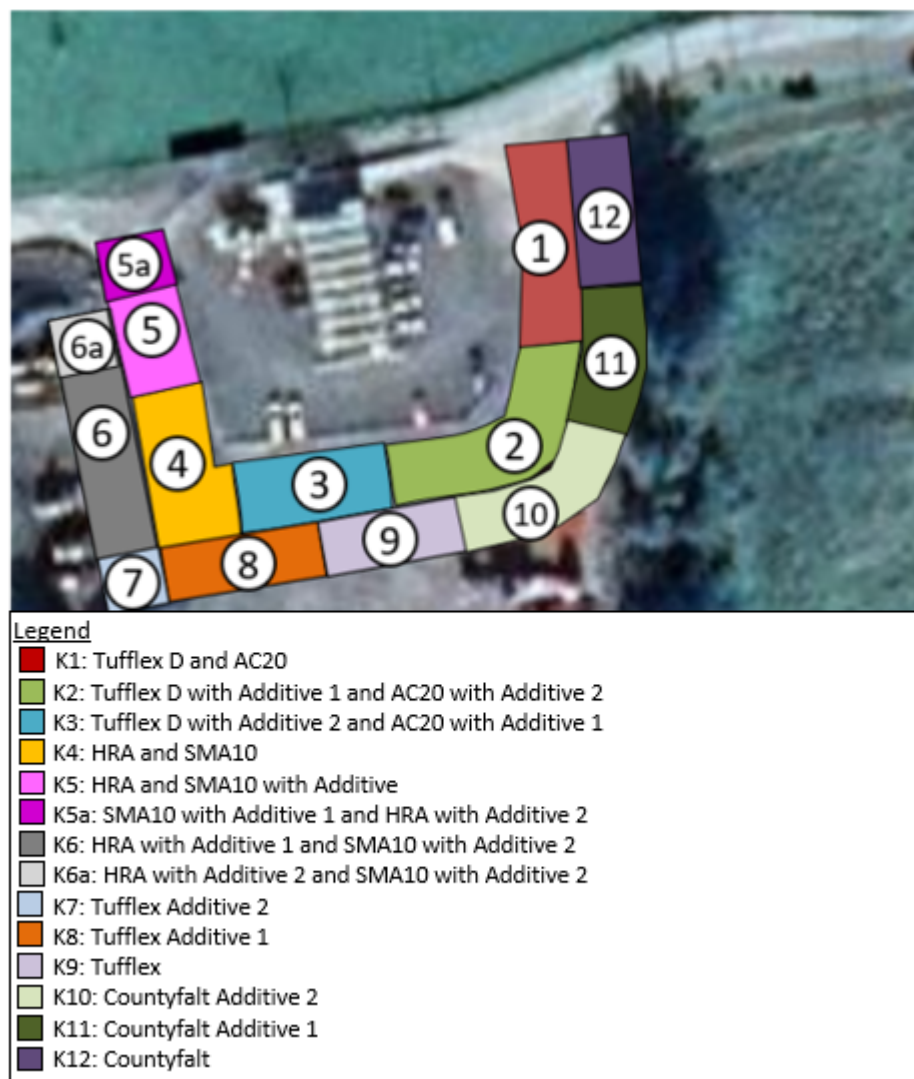 12
1
5a
5
6a
11
6
4
2
3
10
9
8
7
Legend
K1: Tufflex D and AC20
K2: Tufflex D with Additive 1 and AC20 with Additive 2
K3: Tufflex D with Additive 2 and AC20 with Additive 1
K4: HRA and SMA10
K5: HRA and SMA10 with Additive
K5a: SMA10 with Additive 1 and HRA with Additive 2
K6: HRA with Additive 1 and SMA10 with Additive 2
K6a: HRA with Additive 2 and SMA10 with Additive 2
K7: Tufflex Additive 2
K8: Tufflex Additive 1
K9: Tufflex
K10: Countyfalt Additive 2
K11: Countyfalt Additive 1
K12: Countyfalt